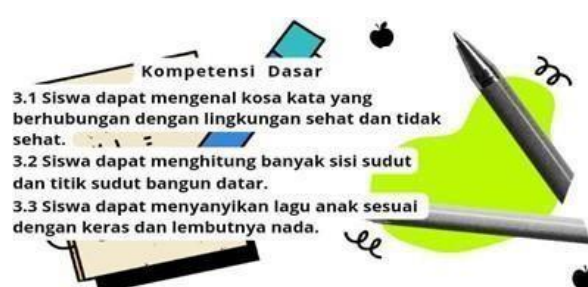 Kompetensi Dasar
3.1 Siswa dapat mengenal kosa kata yang
berhubungan dengan lingkungan sehat dan tidak
sehat.
3.2 Siswa dapat menghitung banyak sisi sudut
dan titik sudut bangun datar.
3.3 Siswa dapat menyanyikan lagu anak sesuai
dengan keras dan lembutnya nada.